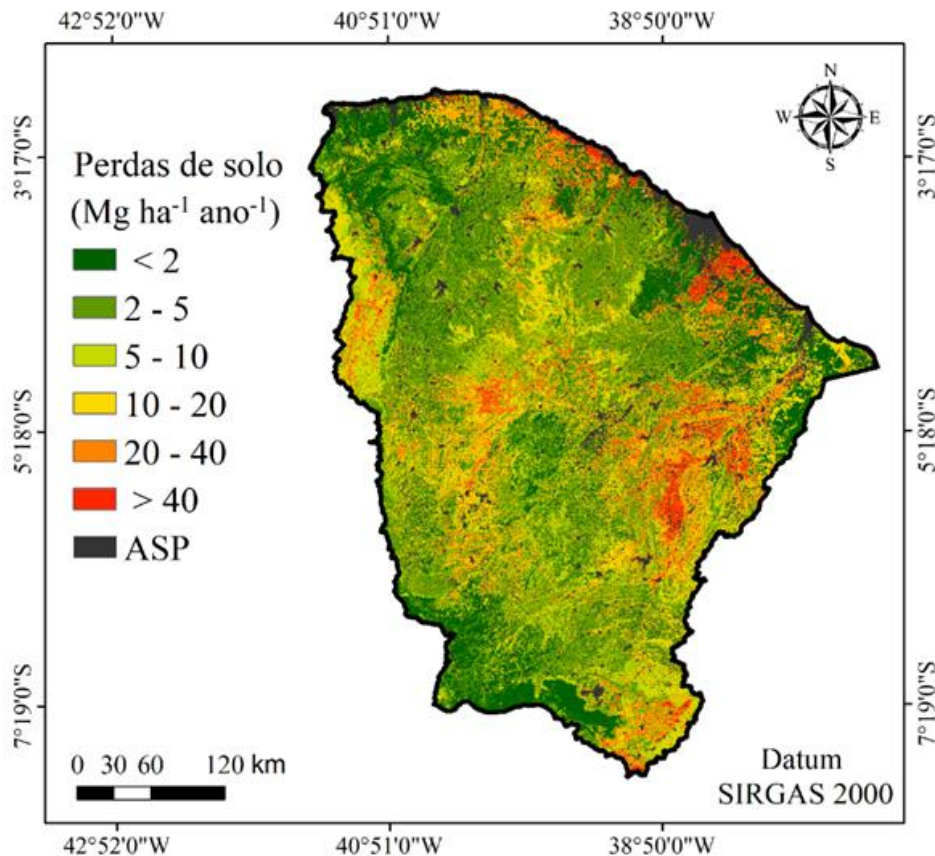 42°52'0"W 40°51'0"W 38°50'0"W
N
W E
S
3°17'0"S 3°17'0"S
Perdas de solo
(Mg ha⁻¹ ano⁻¹)
< 2
2 - 5
5 - 10
10 - 20
20 - 40
> 40
ASP
5°18'0"S 5°18'0"S
7°19'0"S 7°19'0"S
0 30 60 120 km
Datum
SIRGAS 2000
42°52'0"W 40°51'0"W 38°50'0"W